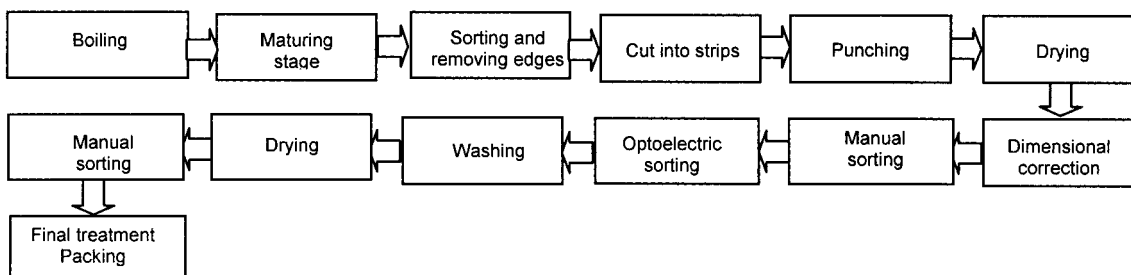 Boiling
Maturing
stage
Sorting and
removing edges
Cut into strips
Punching
Drying
Dimensional
correction
Manual
sorting
Optoelectric
sorting
Washing
Drying
Manual
sorting
Final treatment
Packing